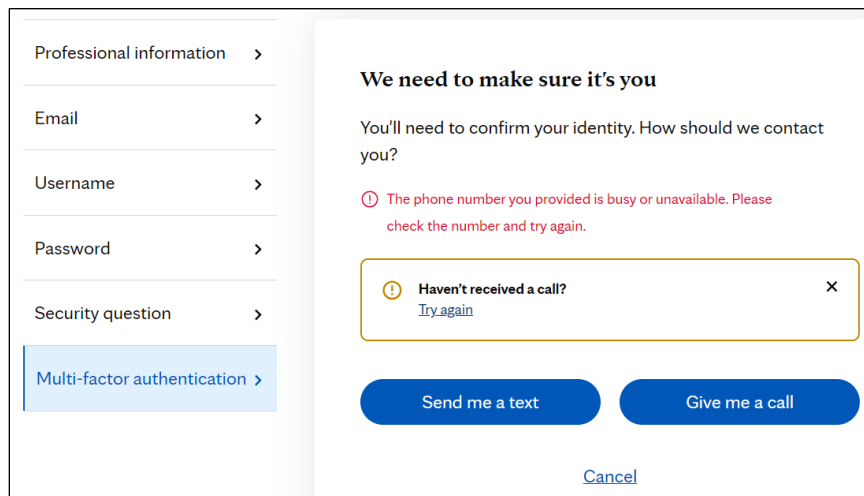 Professional information
Email
Username
Password
Security question
Multi-factor authentication
We need to make sure it's you
You'll need to confirm your identity. How should we contact
you?
The phone number you provided is busy or unavailable. Please
check the number and try again.
Haven't received a call?
Try again
Send me a text
Give me a call
Cancel